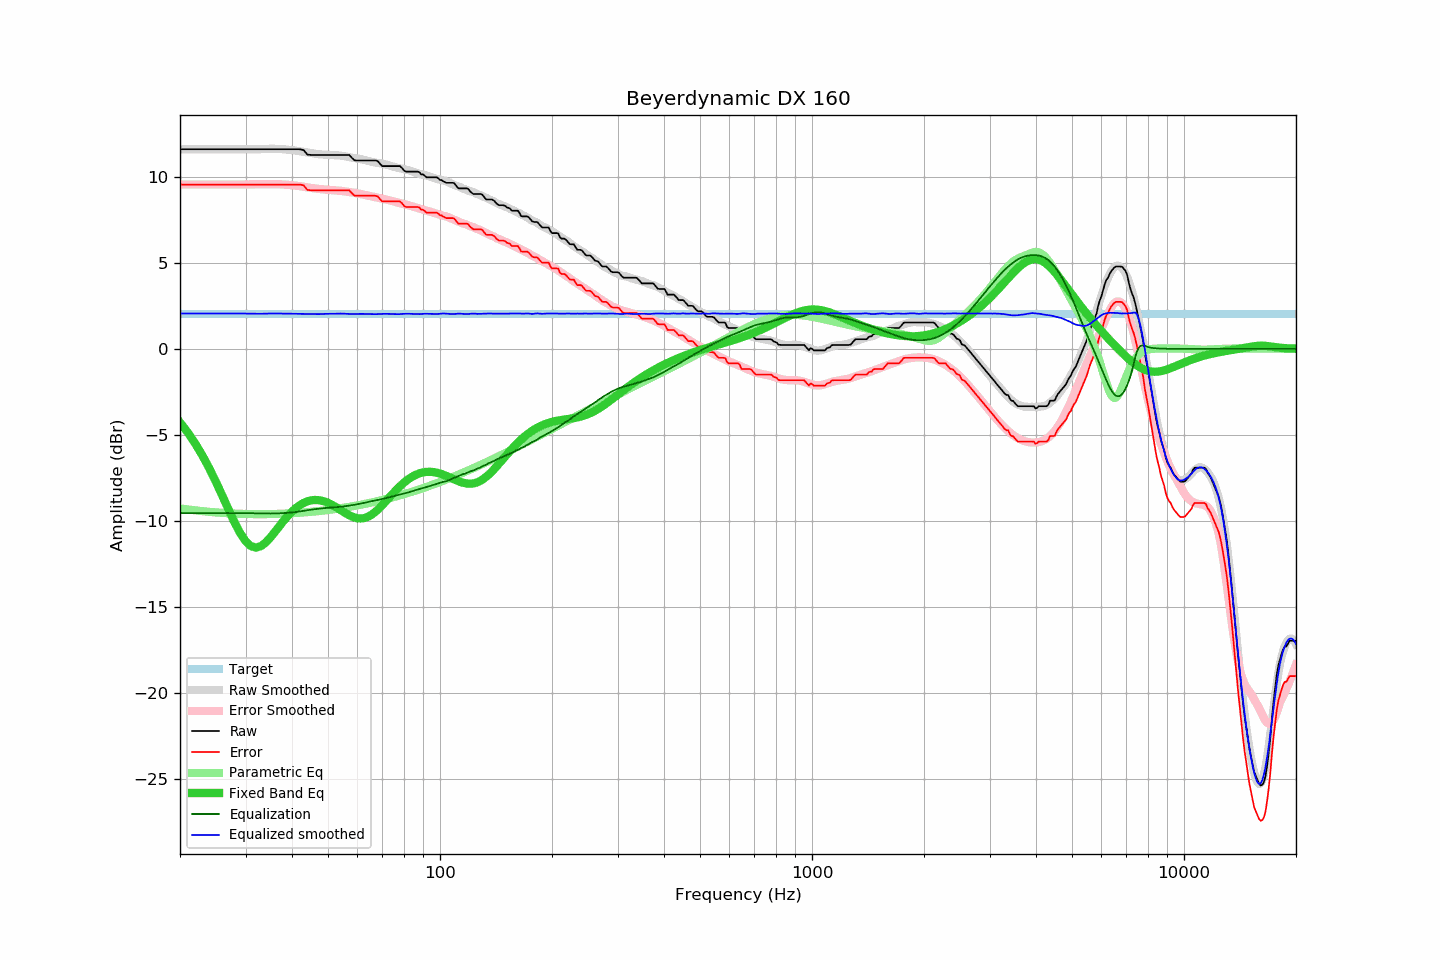 Beyerdynamic DX 160
Amplitude (dBr)
10
5
0
−5
−10
−15
−20
−25
Target
Raw Smoothed
Error Smoothed
Raw
Error
Parametric Eq
Fixed Band Eq
Equalization
Equalized smoothed
100
1000
10000
Frequency (Hz)